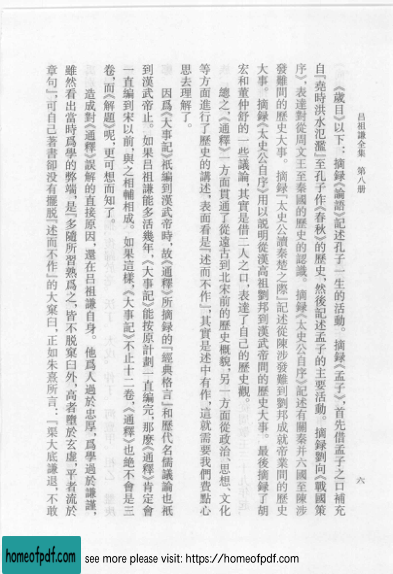 呂祖謙全集 第八册
六
《歲目》以下：摘録《論語》記述孔子一生的活動。摘録《孟子》，首先借孟子之口補充
自『堯時洪水氾濫』至孔子作《春秋》的歷史，然後記述孟子的主要活動。摘録劉向《戰國策
序》，表達對從周文王至秦國的歷史的認識。摘録《太史公自序》記述有關秦并六國至陳涉
發難間的歷史大事。摘録『太史公讀秦楚之際』記述從陳涉發難到劉邦成就帝業間的歷史
大事。摘録《太史公自序》用以說明從漢高祖劉邦到漢武帝間的歷史大事。最後摘録了胡
宏和董仲舒的一些議論，其實是借二人之口，表達了自己的歷史觀。
總之，《通釋》一方面貫通了從遠古到北宋前的歷史概貌，另一方面從政治、思想、文化
等方面進行了歷史的講述，表面看是『述而不作』，其實是述中有作，這就需要我們費點心
思去理解了。
因爲《大事記》祇編到漢武帝時，故《通釋》所摘録的『經典格言』和歷代名儒議論也祇
到漢武帝止。如果吕祖謙能多活幾年，《大事記》能按原計劃一直編完，那麽《通釋》肯定會
一直編到宋以前，與之相輔相成。如果這樣，《大事記》不止十二卷，《通釋》也絶不會是三
卷，而《解題》呢，更可想而知了。
造成對《通釋》誤解的直接原因，還在吕祖謙自身。他爲人過於忠厚，爲學過於謙謹，
雖然看出當時爲學的弊端，是『多隨所習熟爲之，皆不脱窠臼外，高者墮於玄虛，平者流於
章句』，可自己著書卻没有擺脱『述而不作』的大窠臼，正如朱熹所言：『渠大底謙退，不敢
homeofpdf.com
see more please visit: https://homeofpdf.com